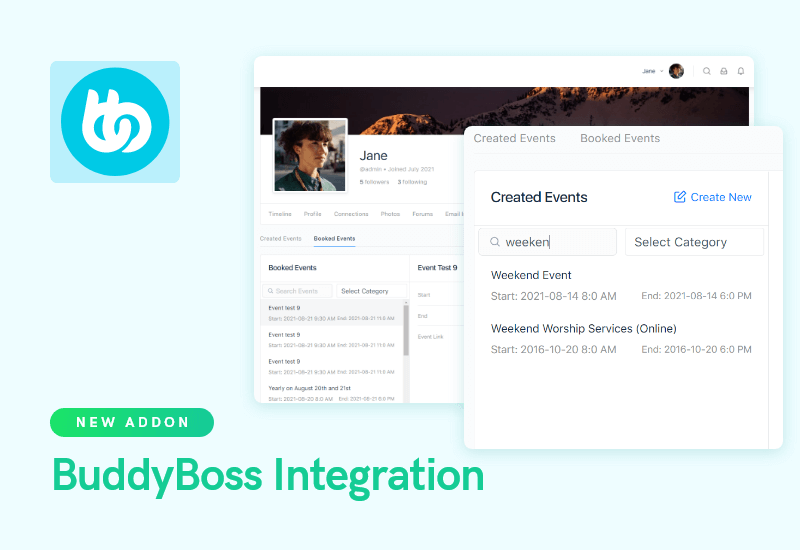 Jane
Jane
@admin • Joined July 2021
5 followers 3 following
Timeline Profile Connections Photos Forums Email I
Created Events Booked Events
Booked Events
Search Events Select Category
Event test 9
Start: 2021-08-21 8:30 AM End: 2021-08-21 11:0 AM
Event test 9
Start: 2021-08-21 9:30 AM End: 2021-08-21 11:0 AM
Event test 9
Start: 2021-08-21 9:30 AM End: 2021-08-21 11:0 AM
Yearly on August 20th and 21st
Start: 2021-08-20 8:0 AM End: 2021-08-21 6:0 PM
Event Test 9
Start
End
Event Link
Created Events Booked Events
Created Events Create New
weeken Select Category
Weekend Event
Start: 2021-08-14 8:0 AM End: 2021-08-14 6:0 PM
Weekend Worship Services (Online)
Start: 2016-10-20 8:0 AM End: 2016-10-20 6:0 PM
NEW ADDON
BuddyBoss Integration